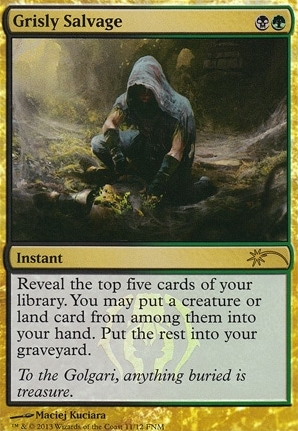 Grisly Salvage
Instant
Reveal the top five cards of your
library. You may put a creature or
land card from among them into
your hand. Put the rest into your
graveyard.
To the Golgari, anything buried is
treasure.
Maciej Kuciara
™ & © 2013 Wizards of the Coast 11/12 FNM